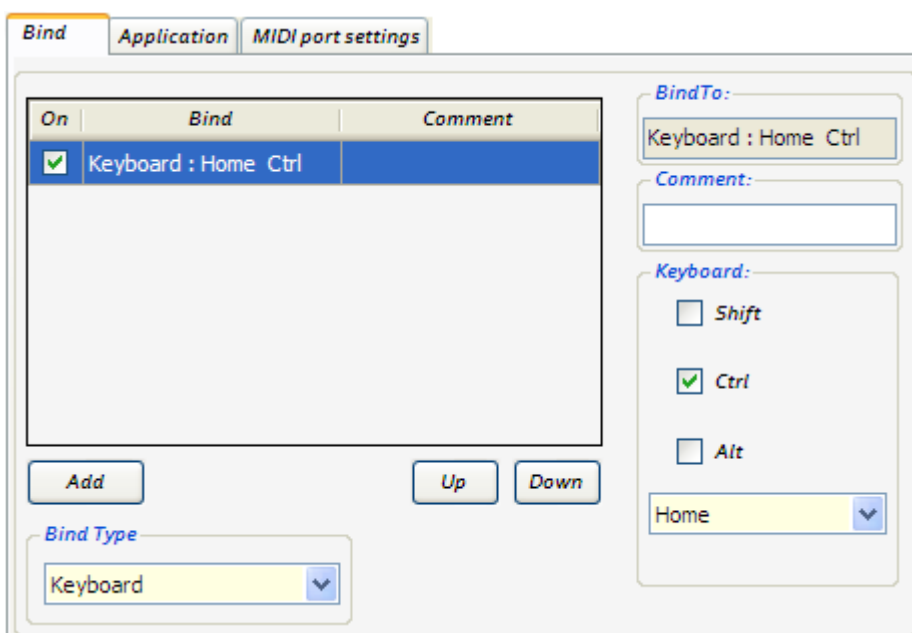 Bind Application MIDI port settings
On Bind Comment
Keyboard : Home Ctrl
Add Up Down
Bind Type
Keyboard
BindTo:
Keyboard : Home Ctrl
Comment:
Keyboard:
Shift
Ctrl
Alt
Home